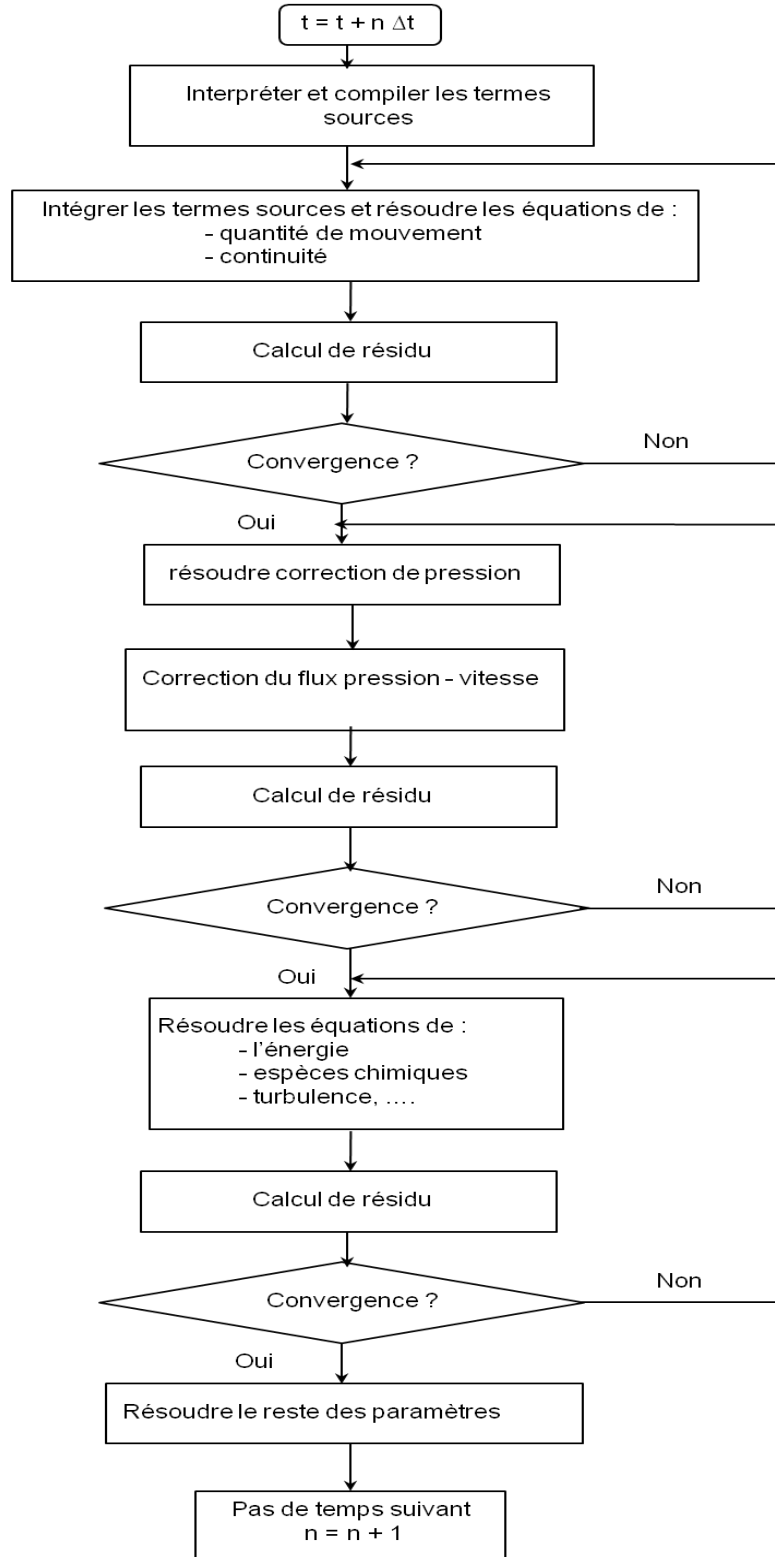 t = t + n Δt
Interpréter et compiler les termes
sources
Intégrer les termes sources et résoudre les équations de :
- quantité de mouvement
- continuité
Calcul de résidu
Convergence ?
Non
Oui
résoudre correction de pression
Correction du flux pression - vitesse
Calcul de résidu
Convergence ?
Non
Oui
Résoudre les équations de :
- l'énergie
- espèces chimiques
- turbulence, ....
Calcul de résidu
Convergence ?
Non
Oui
Résoudre le reste des paramètres
Pas de temps suivant
n = n + 1